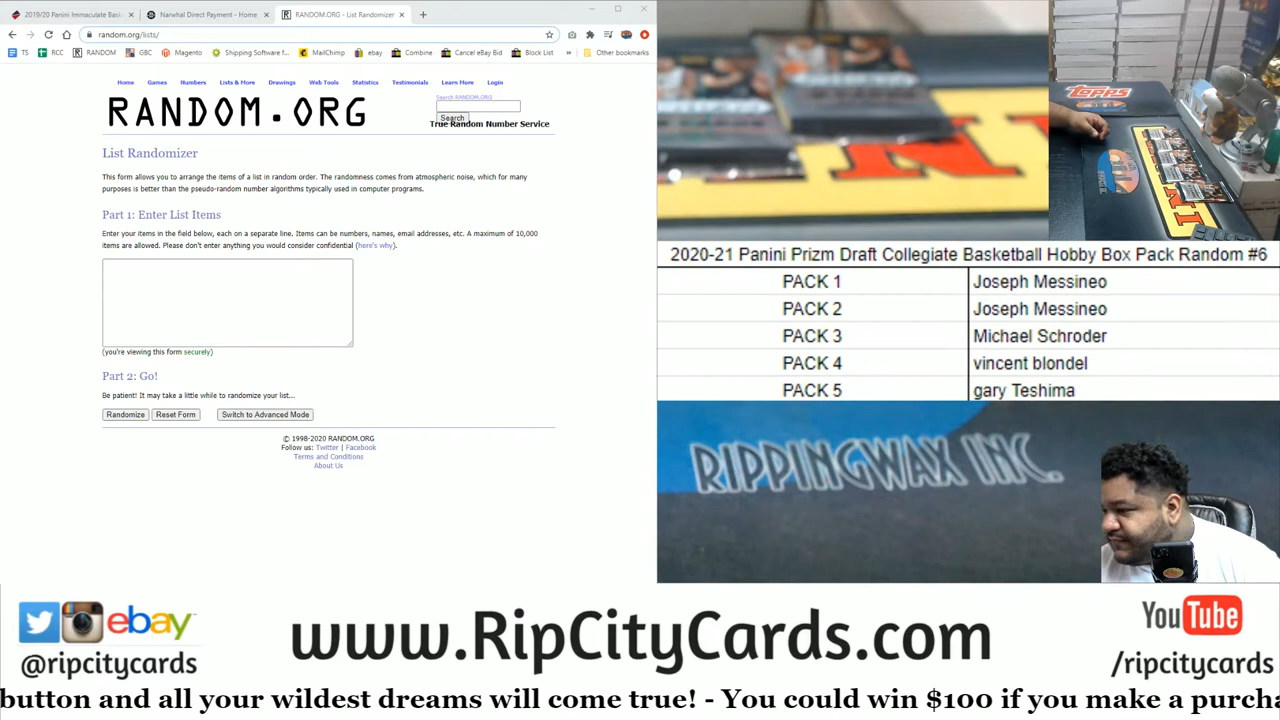 2019/20 Panini Immaculate Bask
Narwhal Direct Payment - Home
RANDOM.ORG - List Randomizer
random.org/lists/
TS
RCC
RANDOM
GBC
Magento
Shipping Software f...
MailChimp
ebay
Combine
Cancel eBay Bid
Block List
Other bookmarks
Home Games Numbers Lists & More Drawings Web Tools Statistics Testimonials Learn More Login
RANDOM.ORG
Search RANDOM.ORG
Search
True Random Number Service
List Randomizer
This form allows you to arrange the items of a list in random order. The randomness comes from atmospheric noise, which for many
purposes is better than the pseudo-random number algorithms typically used in computer programs.
Part 1: Enter List Items
Enter your items in the field below, each on a separate line. Items can be numbers, names, email addresses, etc. A maximum of 10,000
items are allowed. Please don't enter anything you would consider confidential (here's why).
(you're viewing this form securely)
Part 2: Go!
Be patient! It may take a little while to randomize your list...
Randomize Reset Form Switch to Advanced Mode
© 1998-2020 RANDOM.ORG
Follow us: Twitter | Facebook
Terms and Conditions
About Us
TOPPS
2020-21 Panini Prizm Draft Collegiate Basketball Hobby Box Pack Random #6
PACK 1 Joseph Messineo
PACK 2 Joseph Messineo
PACK 3 Michael Schroder
PACK 4 vincent blondel
PACK 5 gary Teshima
RIPPINGWAX INC.
ebay
@ripcitycards
www.RipCityCards.com
YouTube
/ripcitycards
button and all your wildest dreams will come true! - You could win $100 if you make a purcha